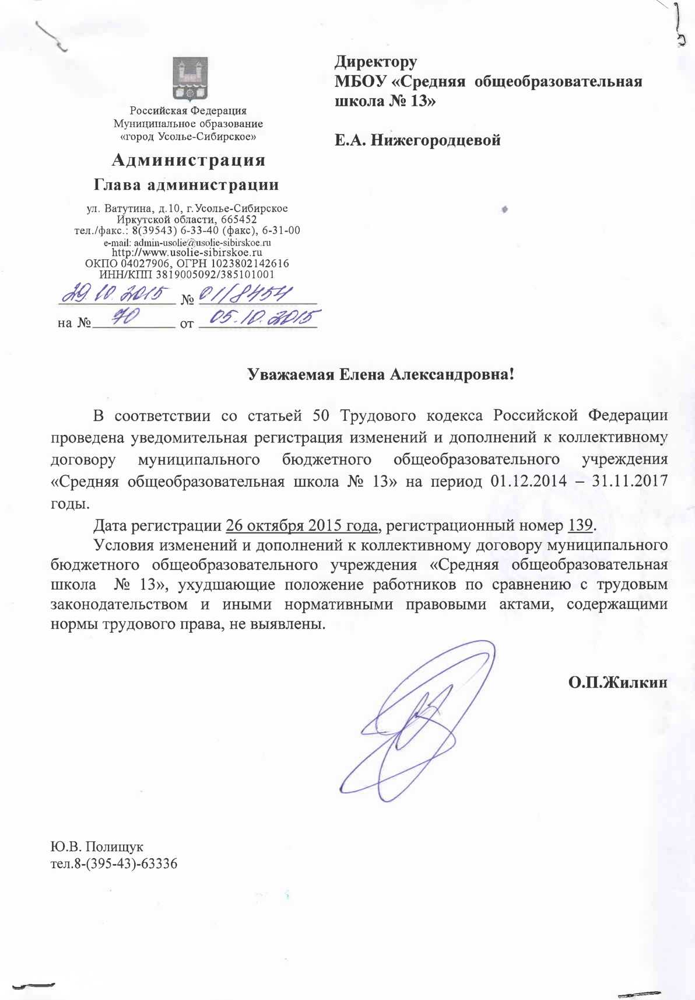 Российская Федерация
Муниципальное образование
«город Усолье-Сибирское»
Администрация
Глава администрации
ул. Ватутина, д.10, г.Усолье-Сибирское
Иркутской области, 665452
тел./факс.: 8(39543) 6-33-40 (факс), 6-31-00
e-mail: admin-usolie@usolie-sibirskoe.ru
http://www.usolie-sibirskoe.ru
ОКПО 04027906, ОГРН 1023802142616
ИНН/КПП 3819005092/385101001
29.10.2015 № 01/8454
на № 70 от 05.10.2015
Директору
МБОУ «Средняя общеобразовательная
школа № 13»
Е.А. Нижегородцевой
Уважаемая Елена Александровна!
В соответствии со статьей 50 Трудового кодекса Российской Федерации
проведена уведомительная регистрация изменений и дополнений к коллективному
договору муниципального бюджетного общеобразовательного учреждения
«Средняя общеобразовательная школа № 13» на период 01.12.2014 – 31.11.2017
годы.
Дата регистрации 26 октября 2015 года, регистрационный номер 139.
Условия изменений и дополнений к коллективному договору муниципального
бюджетного общеобразовательного учреждения «Средняя общеобразовательная
школа № 13», ухудшающие положение работников по сравнению с трудовым
законодательством и иными нормативными правовыми актами, содержащими
нормы трудового права, не выявлены.
О.П.Жилкин
Ю.В. Полищук
тел.8-(395-43)-63336